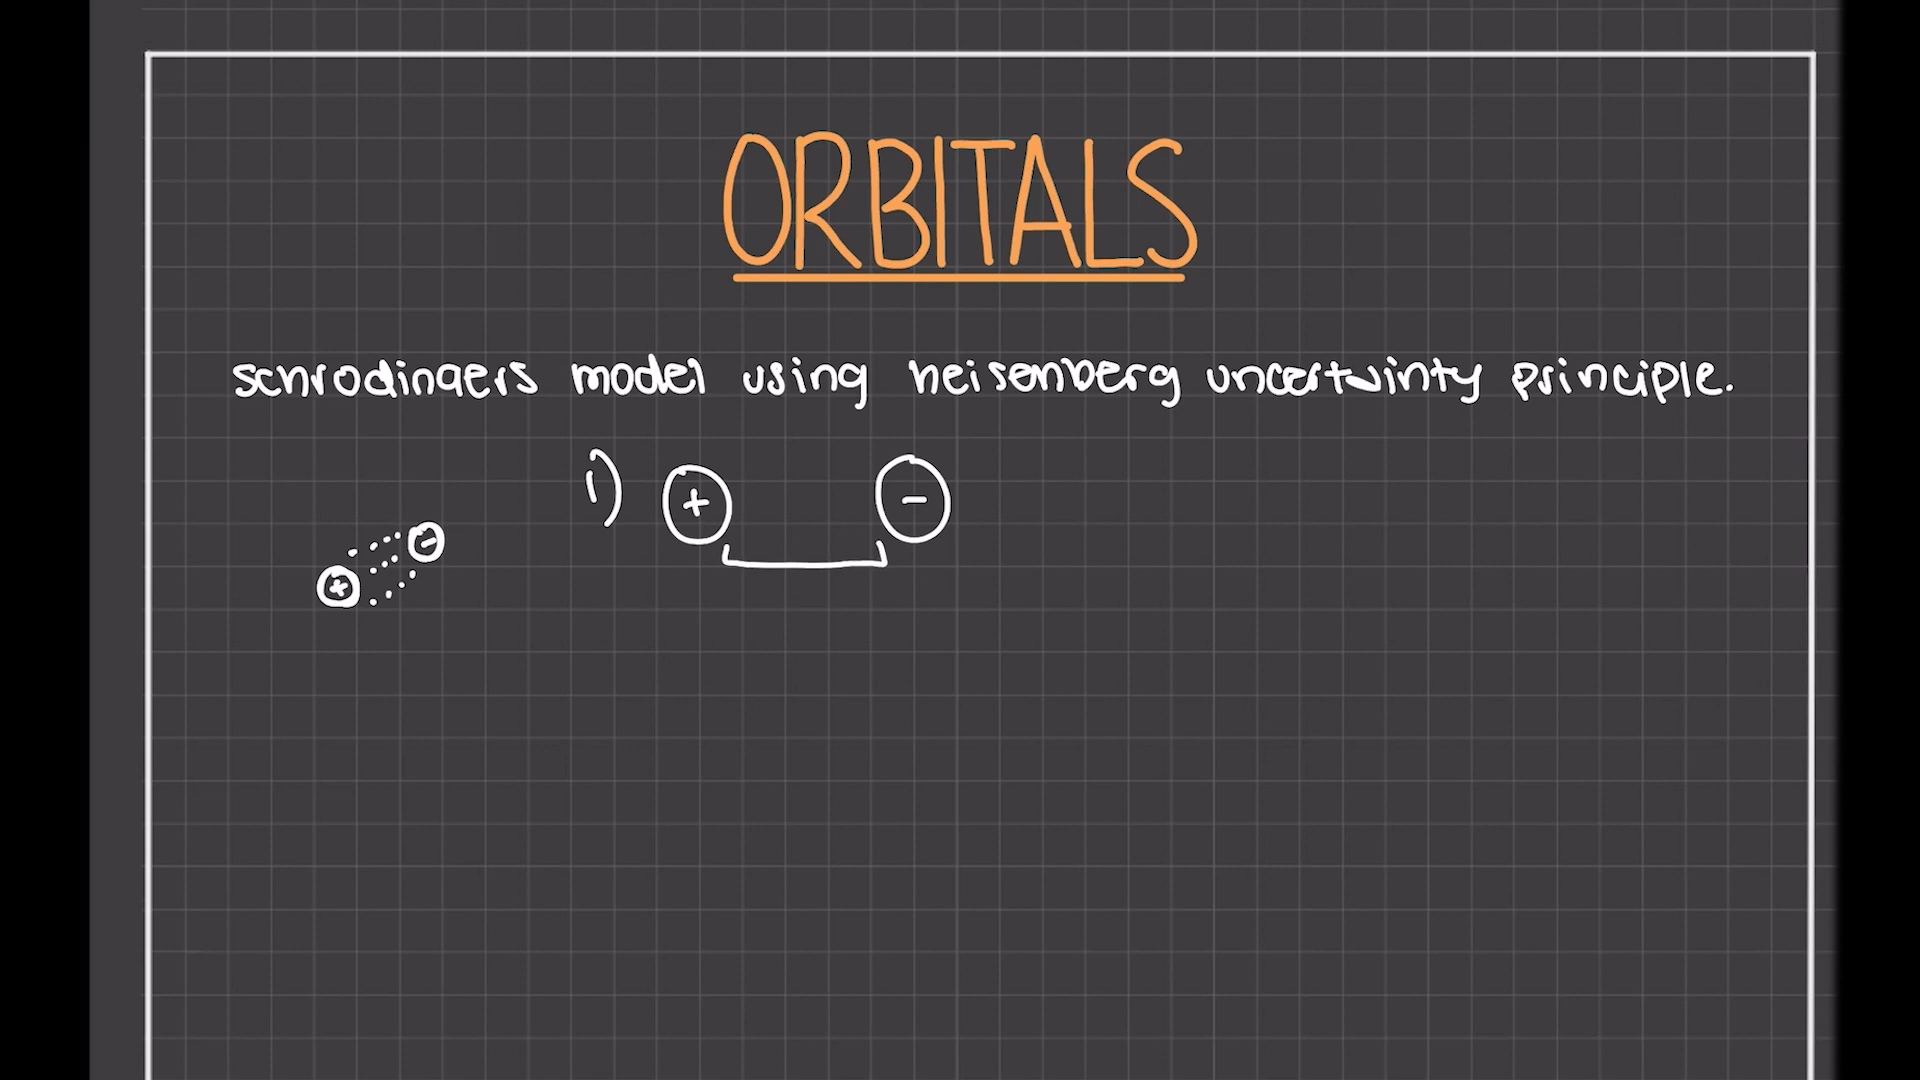 ORBITALS
schrodingers model using heisenberg uncertainty principle.
1) + -
-
+